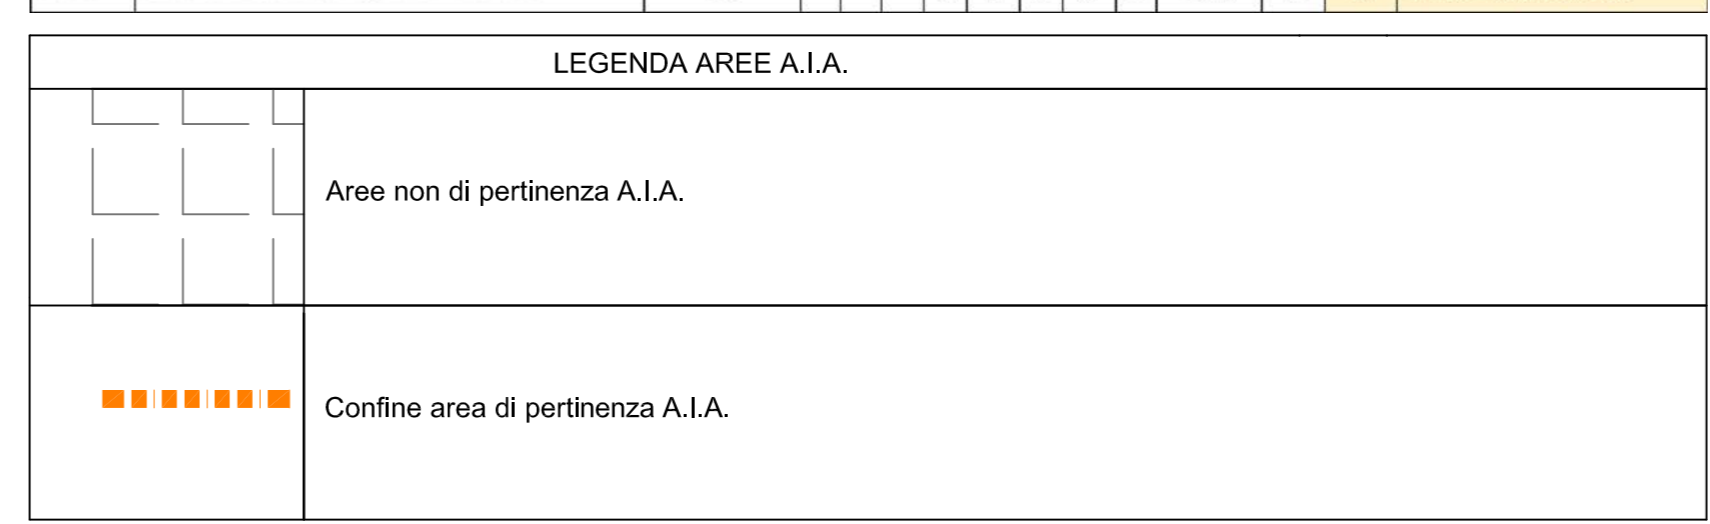 LEGENDA AREE A.I.A.
Aree non di pertinenza A.I.A.
Confine area di pertinenza A.I.A.